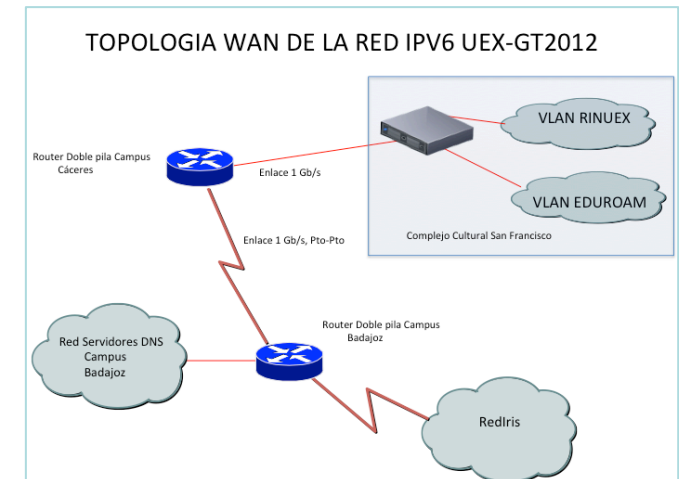 TOPOLOGIA WAN DE LA RED IPV6 UEX-GT2012
VLAN RINUEX
Router Doble pila Campus
Cáceres
Enlace 1 Gb/s
VLAN EDUROAM
Complejo Cultural San Francisco
Enlace 1 Gb/s, Pto-Pto
Router Doble pila Campus
Badajoz
Red Servidores DNS
Campus
Badajoz
RedIris